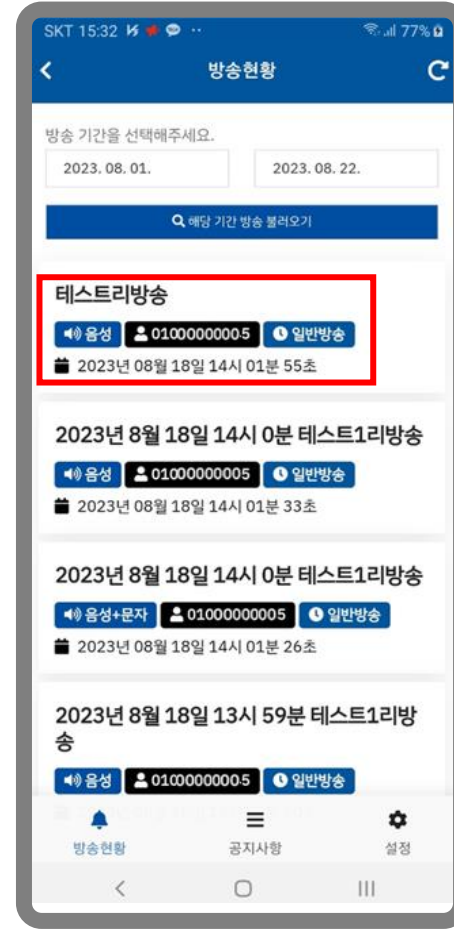 SKT 15:32 ··
77%
방송현황
방송 기간을 선택해주세요.
2023. 08. 01. 2023. 08. 22.
해당 기간 방송 불러오기
테스트리방송
음성 01000000005 일반방송
2023년 08월 18일 14시 01분 55초
2023년 8월 18일 14시 0분 테스트1리방송
음성 01000000005 일반방송
2023년 08월 18일 14시 01분 33초
2023년 8월 18일 14시 0분 테스트1리방송
음성+문자 01000000005 일반방송
2023년 08월 18일 14시 01분 26초
2023년 8월 18일 13시 59분 테스트1리방
송
음성 01000000005 일반방송
방송현황 공지사항 설정